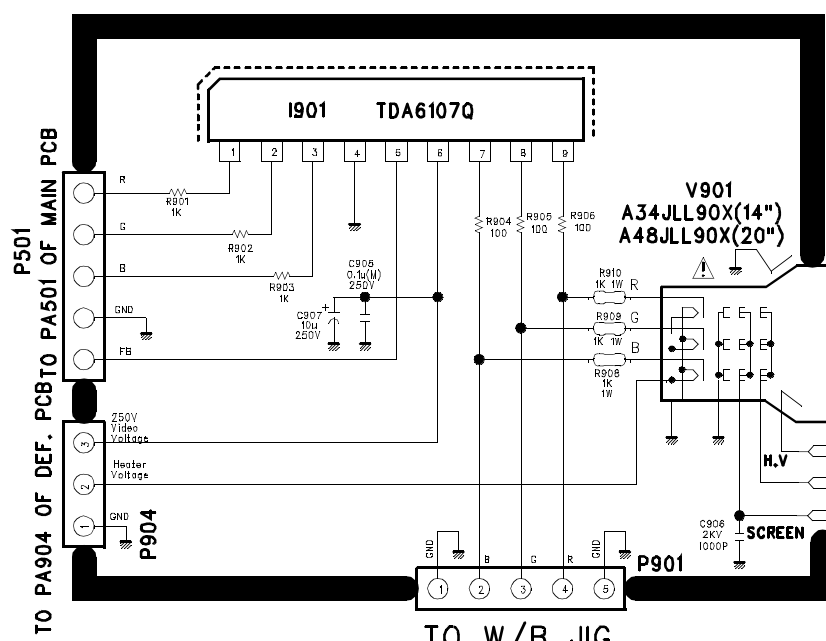 I901 TDA6107Q
1 2 3 4 5 6 7 8 9
TO PA501 OF MAIN PCB
P501
R
R901
1K
G
R902
1K
B
R903
1K
GND
FB
C905
0.1u(M)
250V
+
C907
10u
250V
R904
100
R905
100
R906
100
V901
A34JLL90X(14")
A48JLL90X(20")
R910
1K 1W
R
R909
1K 1W
G
R908
1K
1W
B
TO PA904 OF DEF. PCB
P904
3
250V
Video
Voltage
2
Heater
Voltage
1
GND
H.V
SCREEN
C906
2KV
1000P
GND
B
G
R
GND
P901
1 2 3 4 5
TO W/B JIG